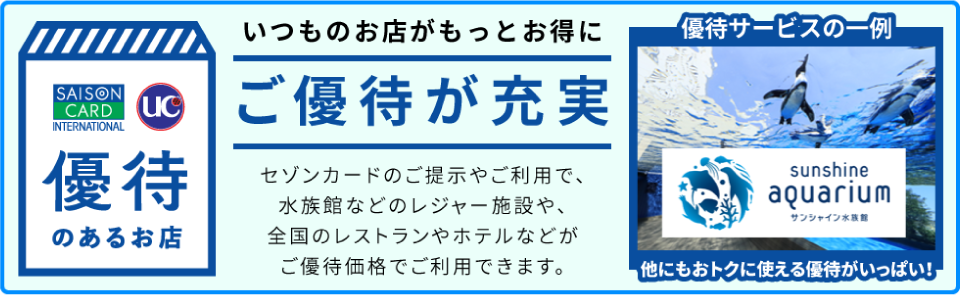 SAISON
CARD
INTERNATIONAL
UC
優待
のあるお店
いつものお店がもっとお得に
ご優待が充実
セゾンカードのご提示やご利用で、
水族館などのレジャー施設や、
全国のレストランやホテルなどが
ご優待価格でご利用できます。
優待サービスの一例
sunshine
aquarium
サンシャイン水族館
他にもおトクに使える優待がいっぱい!